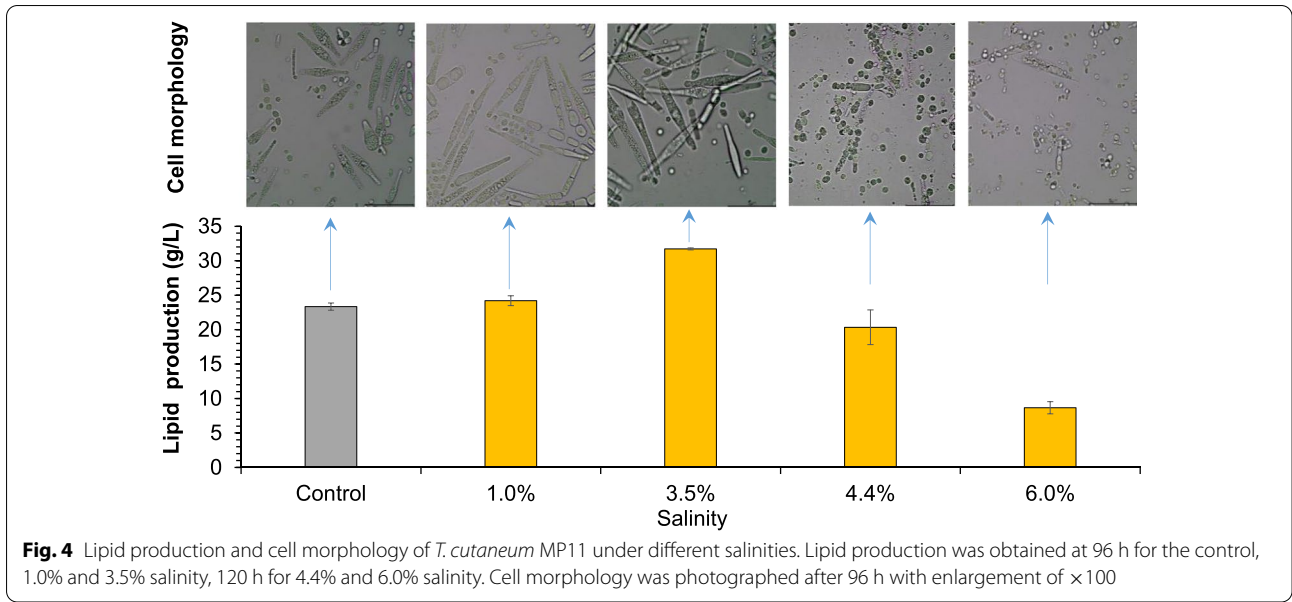 Cell morphology
Lipid production (g/L)
35
30
25
20
15
10
5
0
Control 1.0% 3.5% 4.4% 6.0%
Salinity
Fig. 4 Lipid production and cell morphology of T. cutaneum MP11 under different salinities. Lipid production was obtained at 96 h for the control,
1.0% and 3.5% salinity, 120 h for 4.4% and 6.0% salinity. Cell morphology was photographed after 96 h with enlargement of ×100